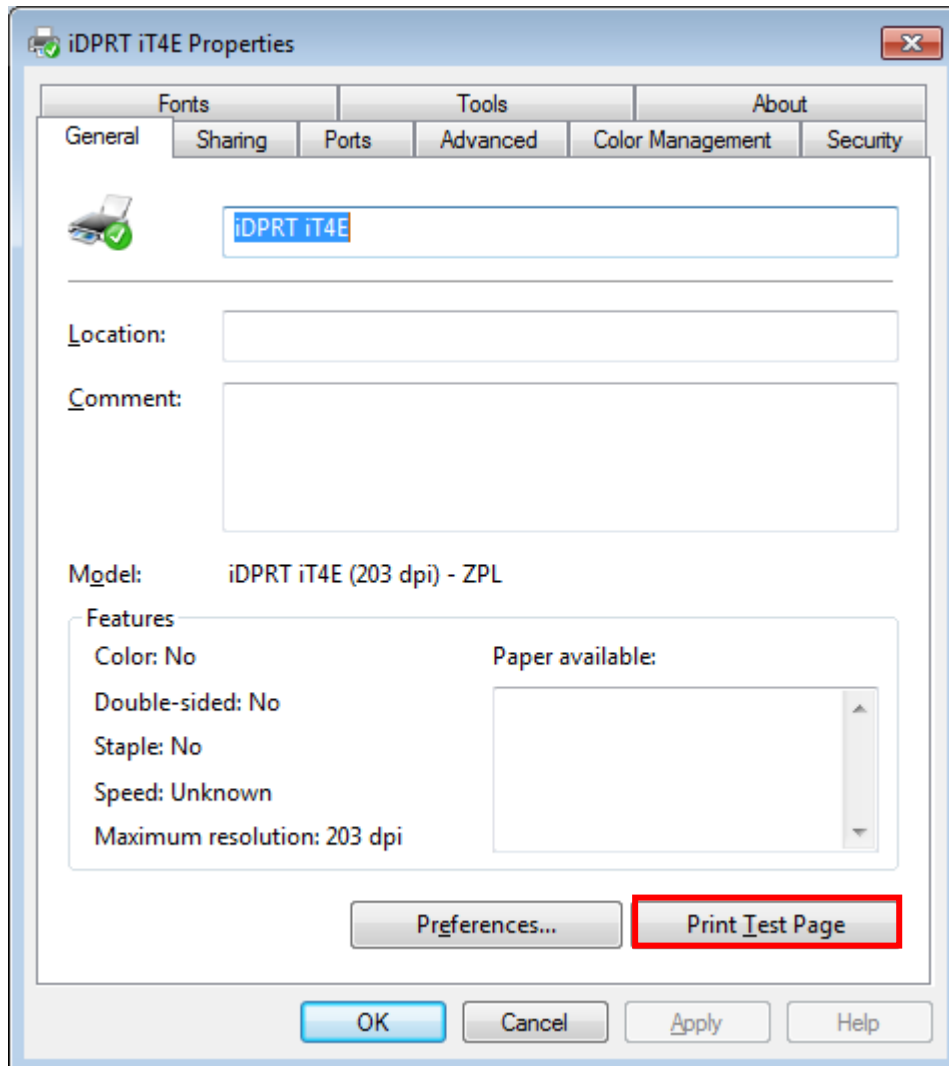 iDPRT iT4E Properties
Fonts Tools About
General Sharing Ports Advanced Color Management Security
iDPRT iT4E
Location:
Comment:
Model: iDPRT iT4E (203 dpi) - ZPL
Features
Color: No Paper available:
Double-sided: No
Staple: No
Speed: Unknown
Maximum resolution: 203 dpi
Preferences... Print Test Page
OK Cancel Apply Help